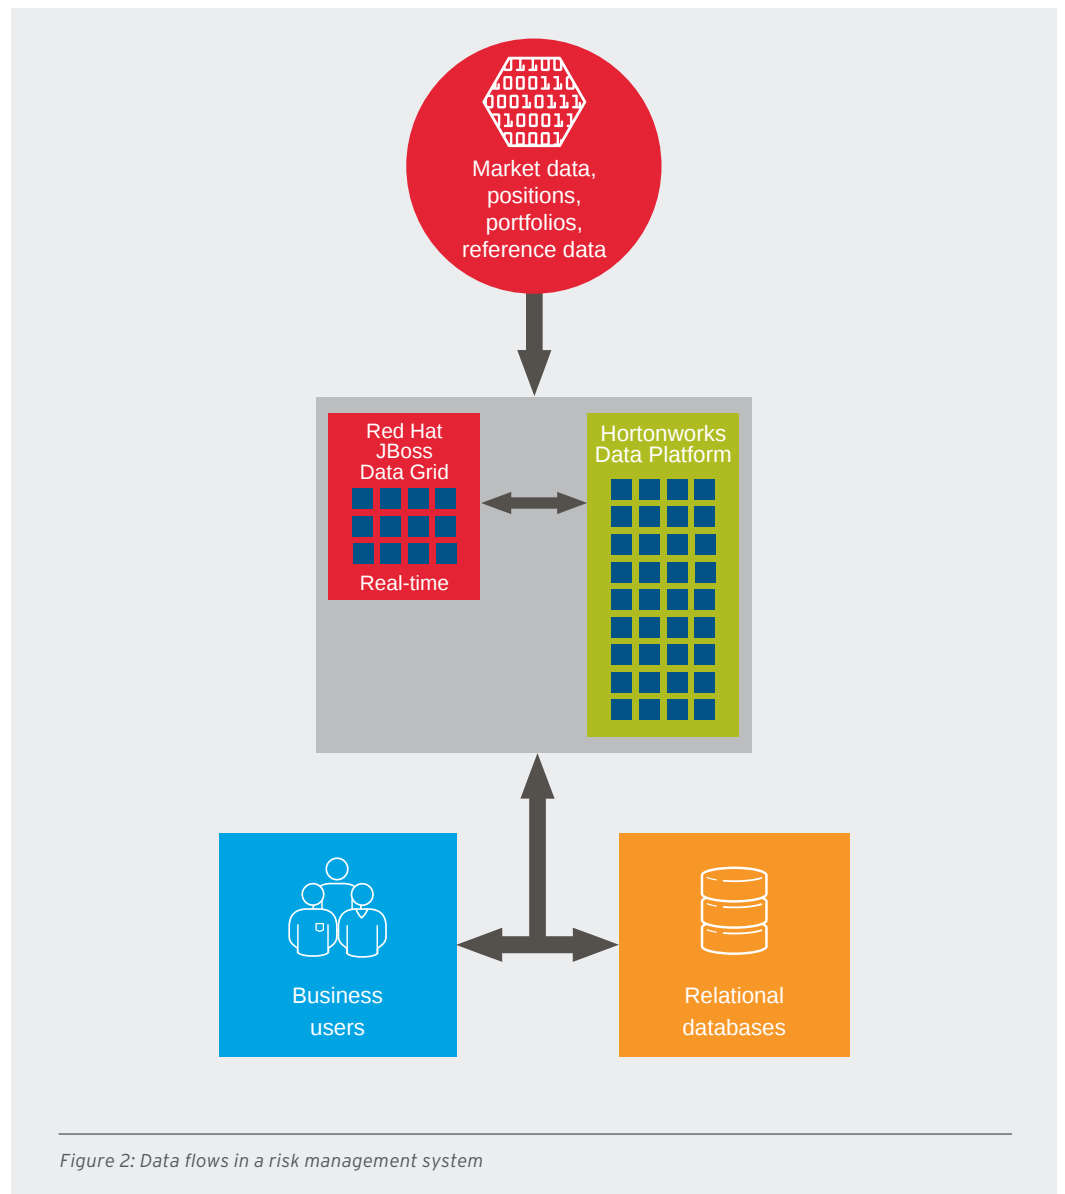 Market data,
positions,
portfolios,
reference data
Red Hat
JBoss
Data Grid
Real-time
Hortonworks
Data Platform
Business
users
Relational
databases
Figure 2: Data flows in a risk management system